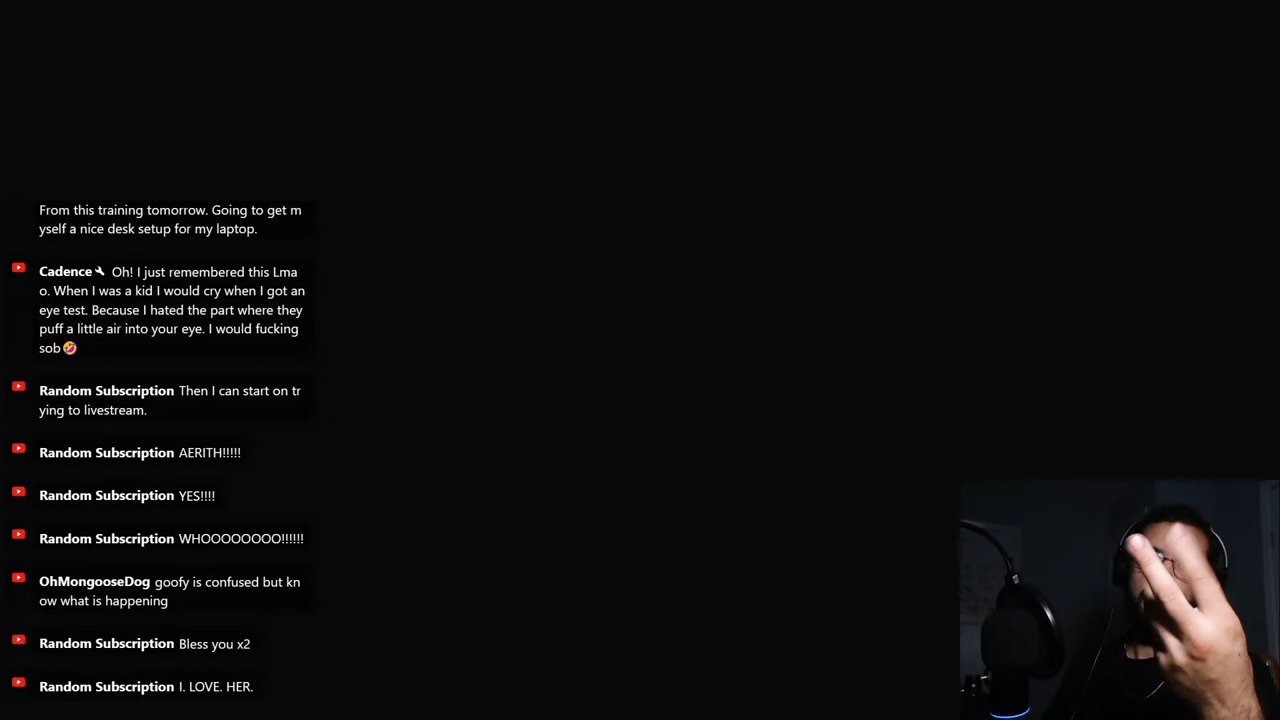 From this training tomorrow. Going to get m
yself a nice desk setup for my laptop.
Cadence Oh! I just remembered this Lma
o. When I was a kid I would cry when I got an
eye test. Because I hated the part where they
puff a little air into your eye. I would fucking
sob🤣
Random Subscription Then I can start on tr
ying to livestream.
Random Subscription AERITH!!!!!
Random Subscription YES!!!!
Random Subscription WHOOOOOOOO!!!!!!
OhMongooseDog goofy is confused but kn
ow what is happening
Random Subscription Bless you x2
Random Subscription I. LOVE. HER.